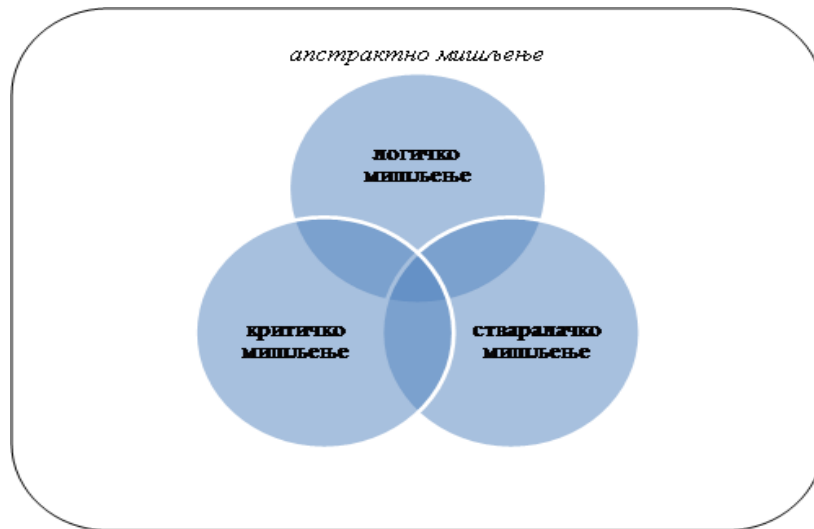 апстрактно мишљење
логичко
мишљење
критичко
мишљење
стваралачко
мишљење